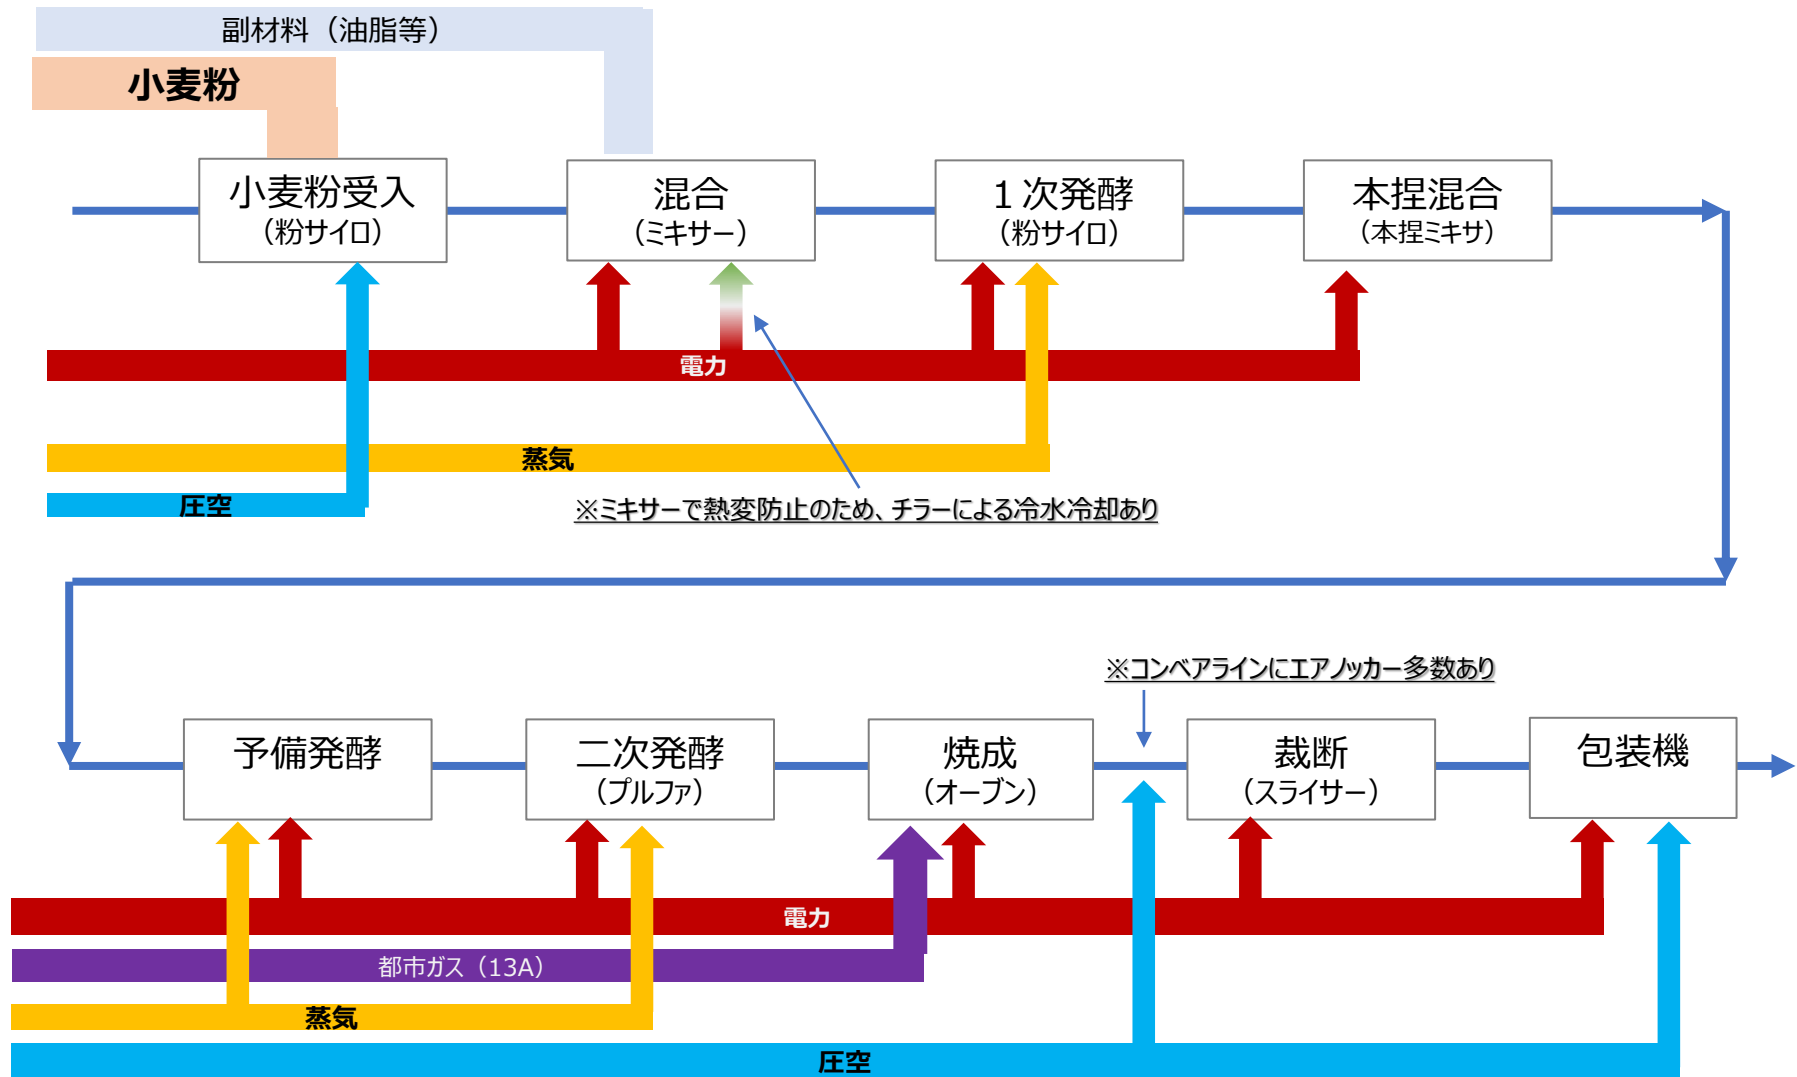 副材料（油脂等）
小麦粉
小麦粉受入
（粉サイロ）
混合
（ミキサー）
１次発酵
（粉サイロ）
本捏混合
（本捏ミキサ）
電力
蒸気
圧空
※ミキサーで熱変防止のため、チラーによる冷水冷却あり
※コンベアラインにエアノッカー多数あり
予備発酵
二次発酵
（プルファ）
焼成
（オーブン）
裁断
（スライサー）
包装機
電力
都市ガス（13A）
蒸気
圧空